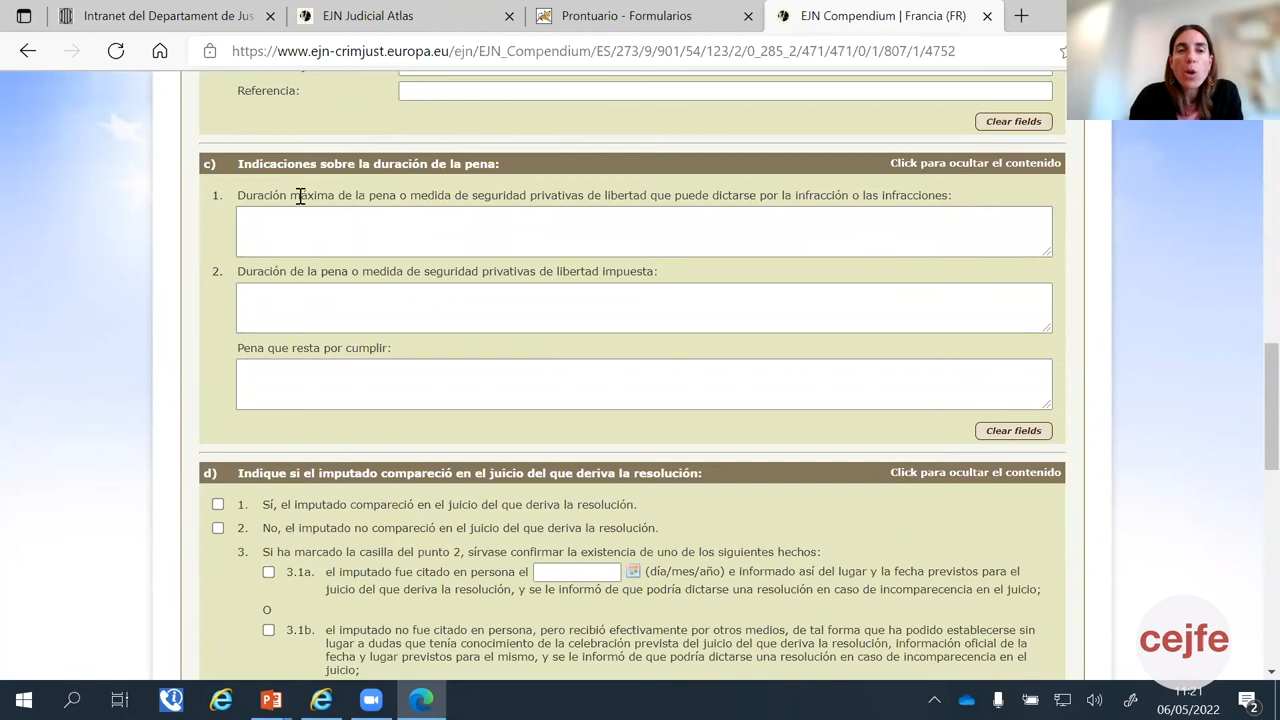 Intranet del Departament de Jus
EJN Judicial Atlas
Prontuario - Formularios
EJN Compendium | Francia (FR)
https://www.ejn-crimjust.europa.eu/ejn/EJN_Compendium/ES/273/9/901/54/123/2/0_285_2/471/471/0/1/807/1/4752
Referencia:
Clear fields
c) Indicaciones sobre la duración de la pena: Click para ocultar el contenido
1. Duración máxima de la pena o medida de seguridad privativas de libertad que puede dictarse por la infracción o las infracciones:
2. Duración de la pena o medida de seguridad privativas de libertad impuesta:
Pena que resta por cumplir:
Clear fields
d) Indique si el imputado compareció en el juicio del que deriva la resolución: Click para ocultar el contenido
1. Sí, el imputado compareció en el juicio del que deriva la resolución.
2. No, el imputado no compareció en el juicio del que deriva la resolución.
3. Si ha marcado la casilla del punto 2, sírvase confirmar la existencia de uno de los siguientes hechos:
3.1a. el imputado fue citado en persona el (día/mes/año) e informado así del lugar y la fecha previstos para el
juicio del que deriva la resolución, y se le informó de que podría dictarse una resolución en caso de incomparecencia en el juicio;
O
3.1b. el imputado no fue citado en persona, pero recibió efectivamente por otros medios, de tal forma que ha podido establecerse sin
lugar a dudas que tenía conocimiento de la celebración prevista del juicio del que deriva la resolución, información oficial de la
fecha y lugar previstos para el mismo, y se le informó de que podría dictarse una resolución en caso de incomparecencia en el
juicio;
cejfe
11:21
06/05/2022
2